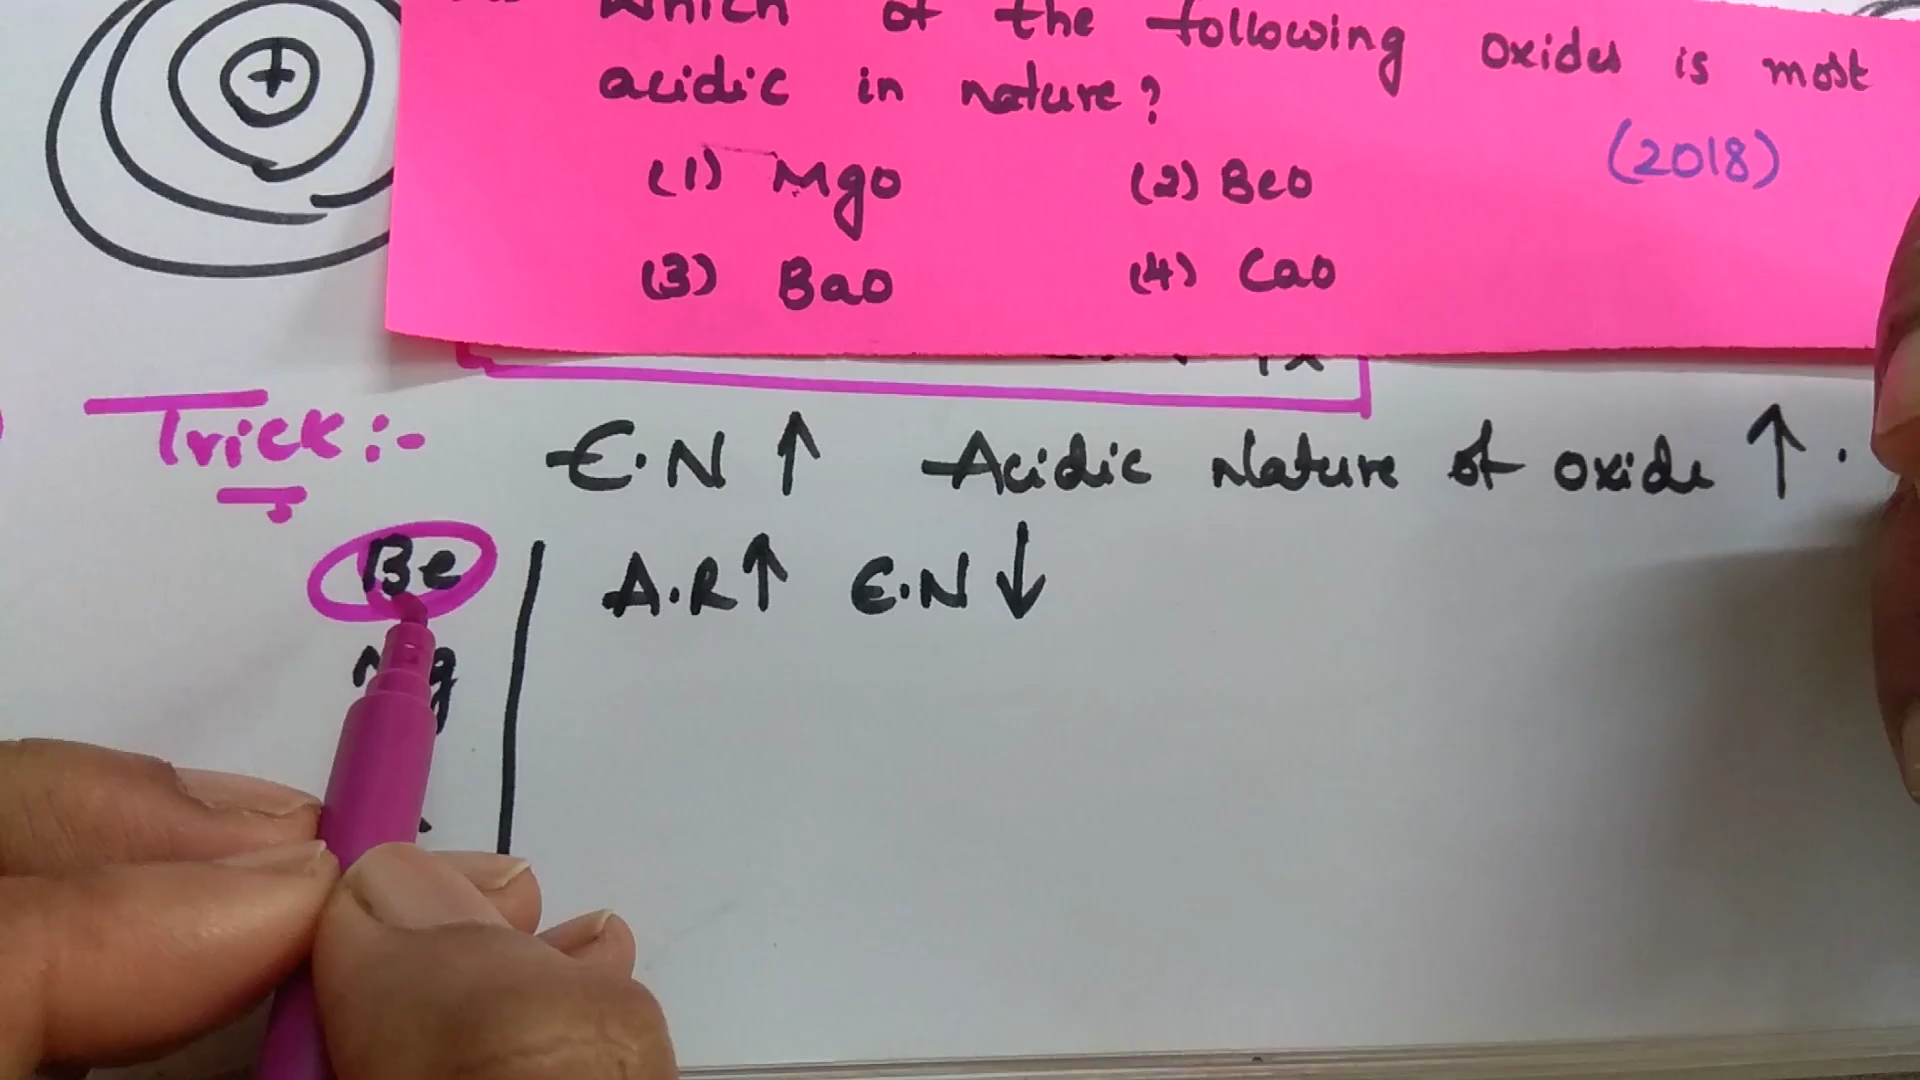 Which of the following oxides is most
acidic in nature?
(2018)
(1) Mgo (2) Beo
(3) Bao (4) Cao
Trick :- E.N ↑ Acidic Nature of oxide ↑ .
Be A.R ↑ E.N ↓
+